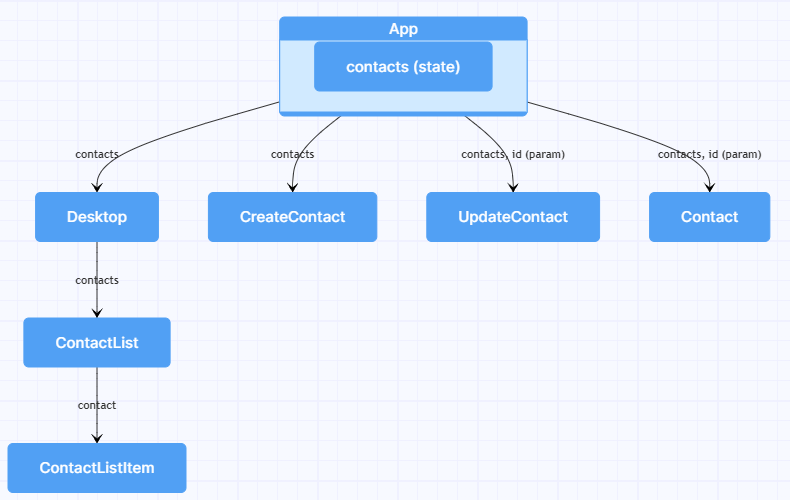 App
contacts (state)
contacts
contacts
contacts, id (param)
contacts, id (param)
Desktop
CreateContact
UpdateContact
Contact
contacts
ContactList
contact
ContactListItem